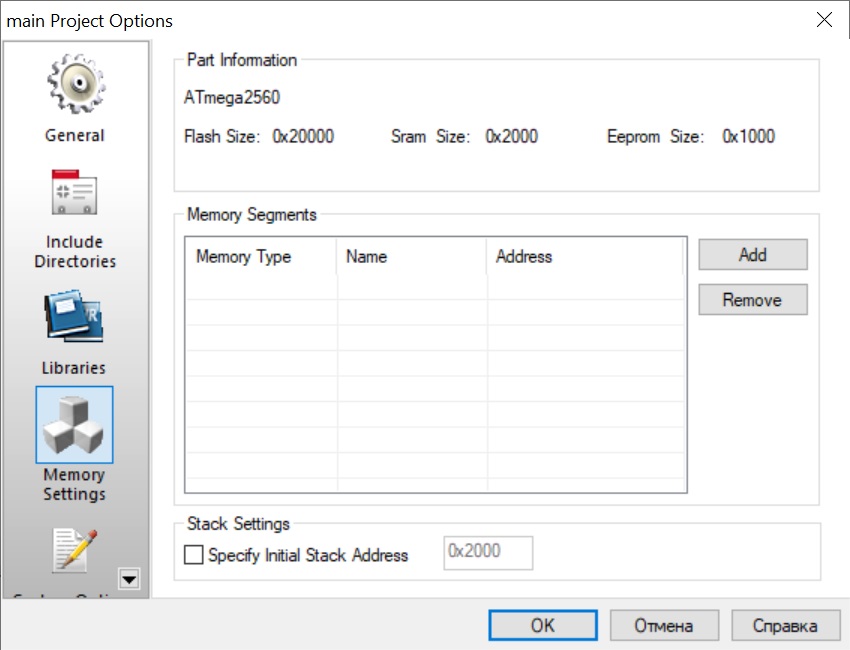 main Project Options
General
Include
Directories
Libraries
Memory
Settings
Part Information
ATmega2560
Flash Size: 0x20000 Sram Size: 0x2000 Eeprom Size: 0x1000
Memory Segments
Memory Type Name Address
Add
Remove
Stack Settings
Specify Initial Stack Address 0x2000
OK Отмена Справка